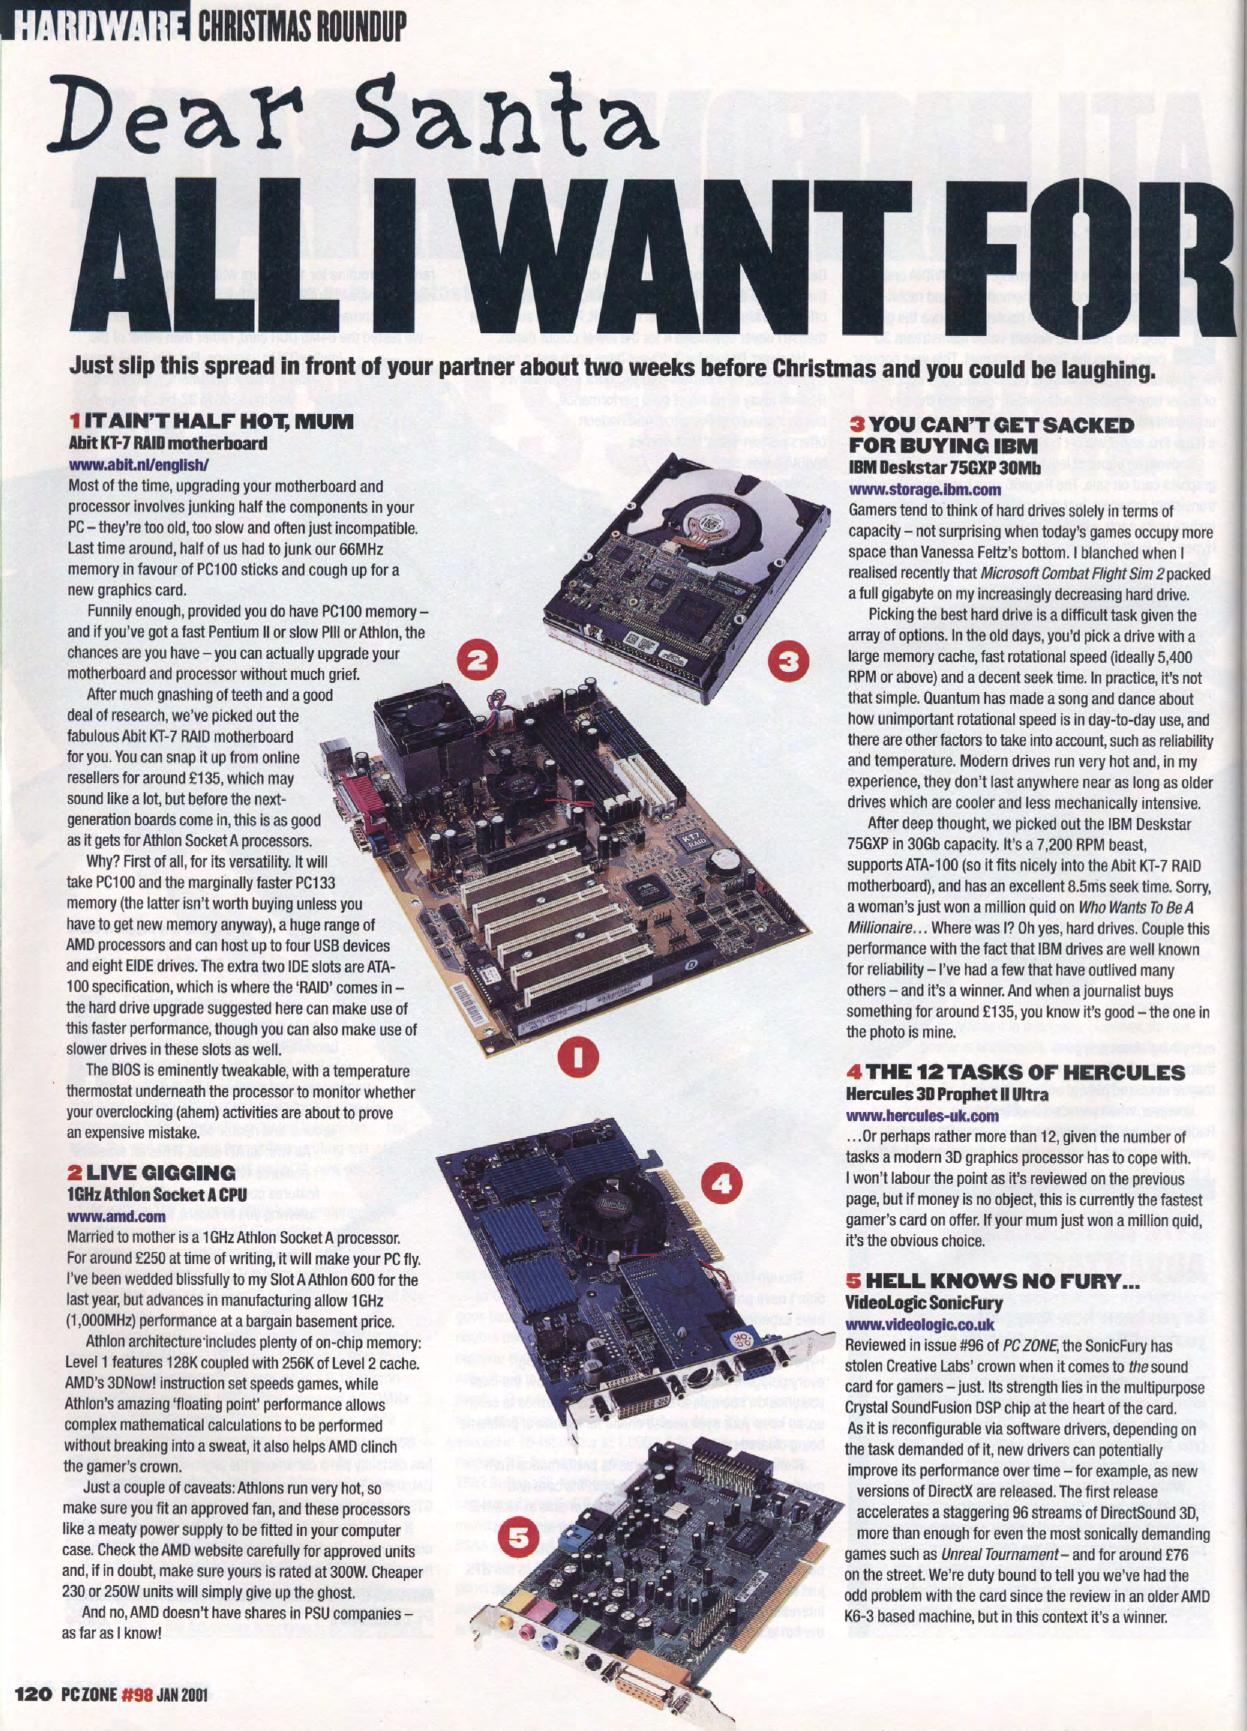 HARDWARE CHRISTMAS ROUNDUP
Dear Santa
ALL I WANT FOR
Just slip this spread in front of your partner about two weeks before Christmas and you could be laughing.
1 IT AIN'T HALF HOT, MUM
Abit KT-7 RAID motherboard
www.abit.nl/english/
Most of the time, upgrading your motherboard and
processor involves junking half the components in your
PC – they're too old, too slow and often just incompatible.
Last time around, half of us had to junk our 66MHz
memory in favour of PC100 sticks and cough up for a
new graphics card.
Funnily enough, provided you do have PC100 memory –
and if you've got a fast Pentium II or slow PIII or Athlon, the
chances are you have – you can actually upgrade your
motherboard and processor without much grief.
After much gnashing of teeth and a good
deal of research, we've picked out the
fabulous Abit KT-7 RAID motherboard
for you. You can snap it up from online
resellers for around £135, which may
sound like a lot, but before the next-
generation boards come in, this is as good
as it gets for Athlon Socket A processors.
Why? First of all, for its versatility. It will
take PC100 and the marginally faster PC133
memory (the latter isn't worth buying unless you
have to get new memory anyway), a huge range of
AMD processors and can host up to four USB devices
and eight EIDE drives. The extra two IDE slots are ATA-
100 specification, which is where the 'RAID' comes in –
the hard drive upgrade suggested here can make use of
this faster performance, though you can also make use of
slower drives in these slots as well.
The BIOS is eminently tweakable, with a temperature
thermostat underneath the processor to monitor whether
your overclocking (ahem) activities are about to prove
an expensive mistake.
2 LIVE GIGGING
1GHz Athlon Socket A CPU
www.amd.com
Married to mother is a 1GHz Athlon Socket A processor.
For around £250 at time of writing, it will make your PC fly.
I've been wedded blissfully to my Slot A Athlon 600 for the
last year, but advances in manufacturing allow 1GHz
(1,000MHz) performance at a bargain basement price.
Athlon architecture includes plenty of on-chip memory:
Level 1 features 128K coupled with 256K of Level 2 cache.
AMD's 3DNow! instruction set speeds games, while
Athlon's amazing 'floating point' performance allows
complex mathematical calculations to be performed
without breaking into a sweat, it also helps AMD clinch
the gamer's crown.
Just a couple of caveats: Athlons run very hot, so
make sure you fit an approved fan, and these processors
like a meaty power supply to be fitted in your computer
case. Check the AMD website carefully for approved units
and, if in doubt, make sure yours is rated at 300W. Cheaper
230 or 250W units will simply give up the ghost.
And no, AMD doesn't have shares in PSU companies –
as far as I know!
2
3
KT7
RAID
1
4
5
3 YOU CAN'T GET SACKED
FOR BUYING IBM
IBM Deskstar 75GXP 30Mb
www.storage.ibm.com
Gamers tend to think of hard drives solely in terms of
capacity – not surprising when today's games occupy more
space than Vanessa Feltz's bottom. I blanched when I
realised recently that Microsoft Combat Flight Sim 2 packed
a full gigabyte on my increasingly decreasing hard drive.
Picking the best hard drive is a difficult task given the
array of options. In the old days, you'd pick a drive with a
large memory cache, fast rotational speed (ideally 5,400
RPM or above) and a decent seek time. In practice, it's not
that simple. Quantum has made a song and dance about
how unimportant rotational speed is in day-to-day use, and
there are other factors to take into account, such as reliability
and temperature. Modern drives run very hot and, in my
experience, they don't last anywhere near as long as older
drives which are cooler and less mechanically intensive.
After deep thought, we picked out the IBM Deskstar
75GXP in 30Gb capacity. It's a 7,200 RPM beast,
supports ATA-100 (so it fits nicely into the Abit KT-7 RAID
motherboard), and has an excellent 8.5ms seek time. Sorry,
a woman's just won a million quid on Who Wants To Be A
Millionaire... Where was I? Oh yes, hard drives. Couple this
performance with the fact that IBM drives are well known
for reliability – I've had a few that have outlived many
others – and it's a winner. And when a journalist buys
something for around £135, you know it's good – the one in
the photo is mine.
4 THE 12 TASKS OF HERCULES
Hercules 3D Prophet II Ultra
www.hercules-uk.com
...Or perhaps rather more than 12, given the number of
tasks a modern 3D graphics processor has to cope with.
I won't labour the point as it's reviewed on the previous
page, but if money is no object, this is currently the fastest
gamer's card on offer. If your mum just won a million quid,
it's the obvious choice.
5 HELL KNOWS NO FURY...
VideoLogic SonicFury
www.videologic.co.uk
Reviewed in issue #96 of PC ZONE, the SonicFury has
stolen Creative Labs' crown when it comes to the sound
card for gamers – just. Its strength lies in the multipurpose
Crystal SoundFusion DSP chip at the heart of the card.
As it is reconfigurable via software drivers, depending on
the task demanded of it, new drivers can potentially
improve its performance over time – for example, as new
versions of DirectX are released. The first release
accelerates a staggering 96 streams of DirectSound 3D,
more than enough for even the most sonically demanding
games such as Unreal Tournament – and for around £76
on the street. We're duty bound to tell you we've had the
odd problem with the card since the review in an older AMD
K6-3 based machine, but in this context it's a winner.
120 PCZONE #98 JAN 2001